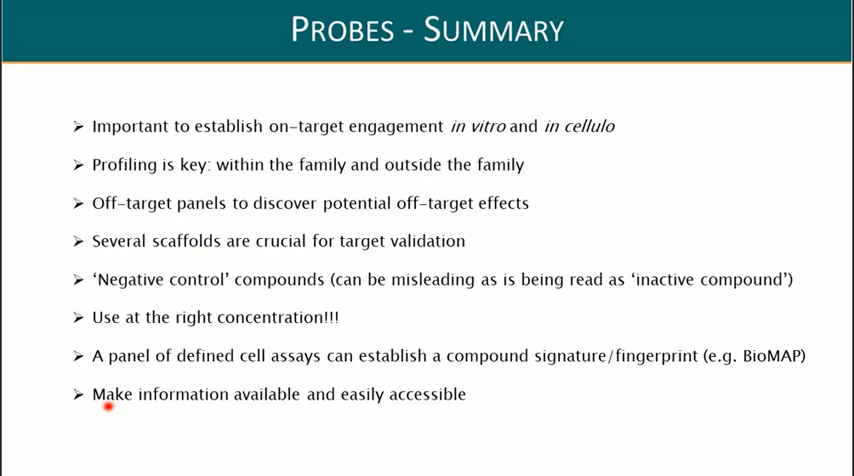 PROBES - SUMMARY
➢ Important to establish on-target engagement in vitro and in cellulo
➢ Profiling is key: within the family and outside the family
➢ Off-target panels to discover potential off-target effects
➢ Several scaffolds are crucial for target validation
➢ ‘Negative control’ compounds (can be misleading as is being read as ‘inactive compound’)
➢ Use at the right concentration!!!
➢ A panel of defined cell assays can establish a compound signature/fingerprint (e.g. BioMAP)
➢ Make information available and easily accessible